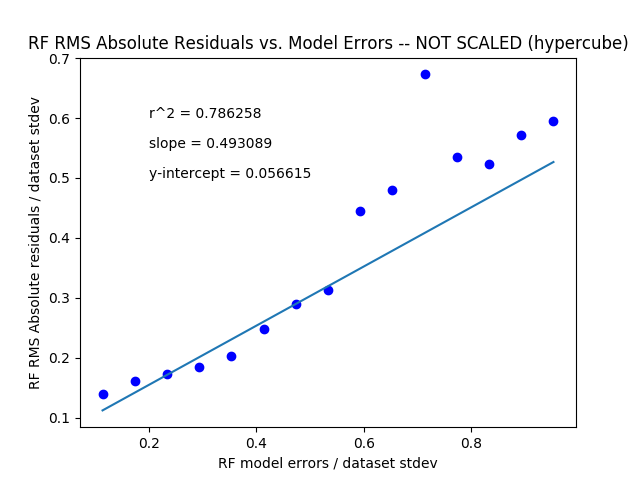 RF RMS Absolute Residuals vs. Model Errors -- NOT SCALED (hypercube)
0.7
0.6
0.5
0.4
0.3
0.2
0.1
RF RMS Absolute residuals / dataset stdev
r^2 = 0.786258
slope = 0.493089
y-intercept = 0.056615
0.2 0.4 0.6 0.8
RF model errors / dataset stdev